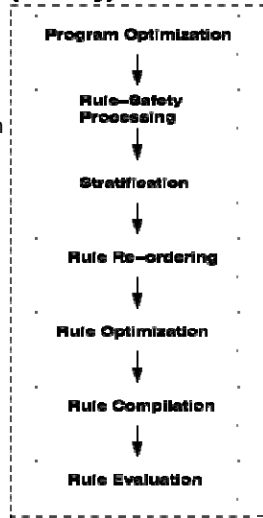 Program Optimization
Rule-Safety
Processing
Stratification
Rule Re-ordering
Rule Optimization
Rule Compilation
Rule Evaluation